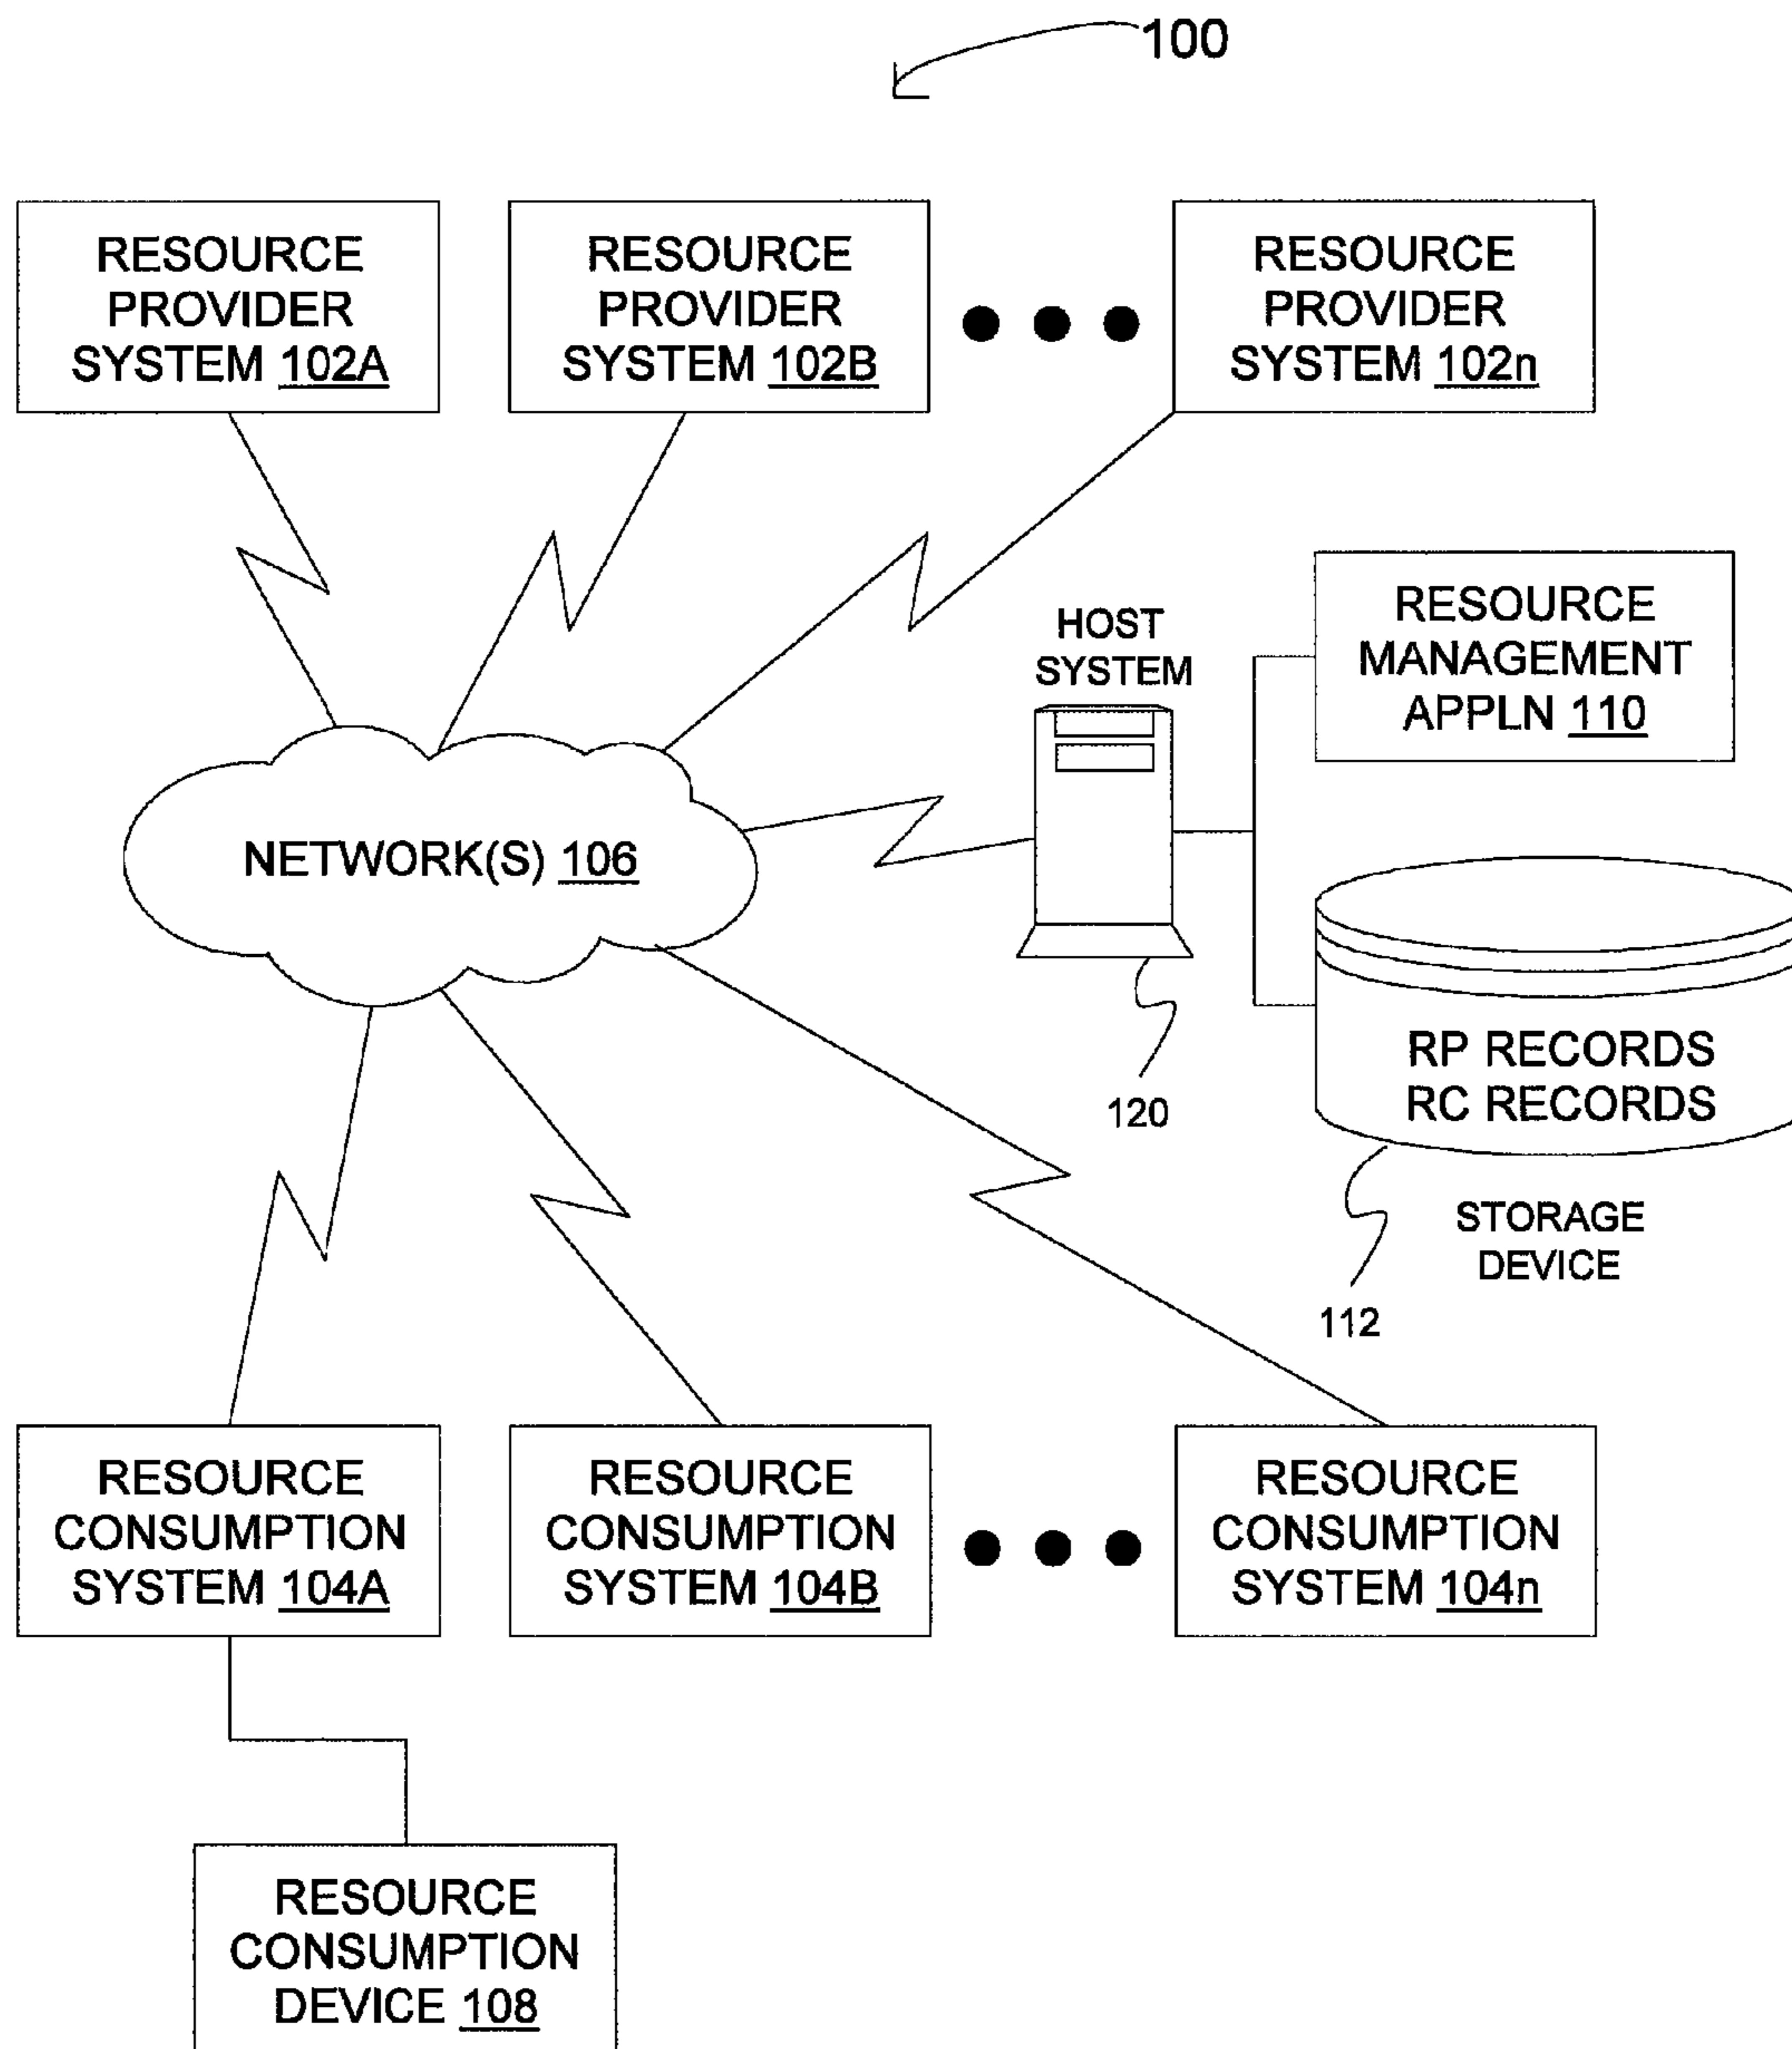 100
RESOURCE
PROVIDER
SYSTEM 102A
RESOURCE
PROVIDER
SYSTEM 102B
RESOURCE
PROVIDER
SYSTEM 102n
HOST
SYSTEM
RESOURCE
MANAGEMENT
APPLN 110
NETWORK(S) 106
RP RECORDS
RC RECORDS
120
STORAGE
DEVICE
112
RESOURCE
CONSUMPTION
SYSTEM 104A
RESOURCE
CONSUMPTION
SYSTEM 104B
RESOURCE
CONSUMPTION
SYSTEM 104n
RESOURCE
CONSUMPTION
DEVICE 108